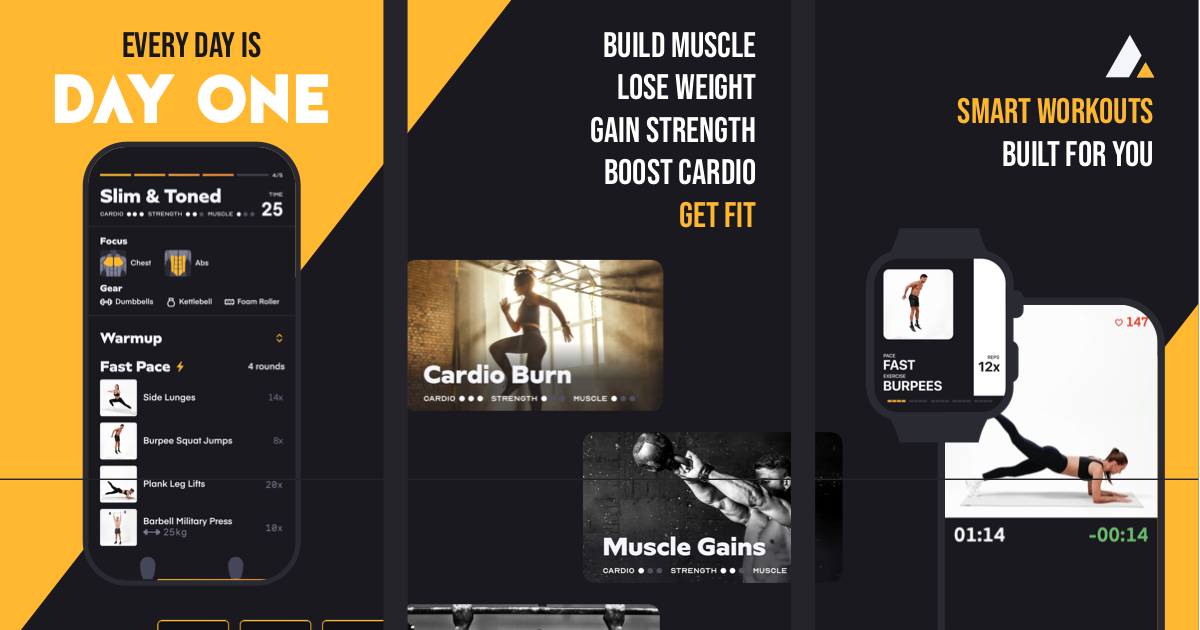 EVERY DAY IS
DAY ONE
4/5
Slim & Toned
TIME
25
CARDIO STRENGTH MUSCLE
Focus
Chest Abs
Gear
Dumbbells Kettlebell Foam Roller
Warmup
Fast Pace 4 rounds
Side Lunges 14x
Burpee Squat Jumps 8x
Plank Leg Lifts 20x
Barbell Military Press 10x
25kg
BUILD MUSCLE
LOSE WEIGHT
GAIN STRENGTH
BOOST CARDIO
GET FIT
Cardio Burn
CARDIO STRENGTH MUSCLE
Muscle Gains
CARDIO STRENGTH MUSCLE
SMART WORKOUTS
BUILT FOR YOU
PACE
FAST
EXERCISE
BURPEES
REPS
12x
147
01:14 -00:14